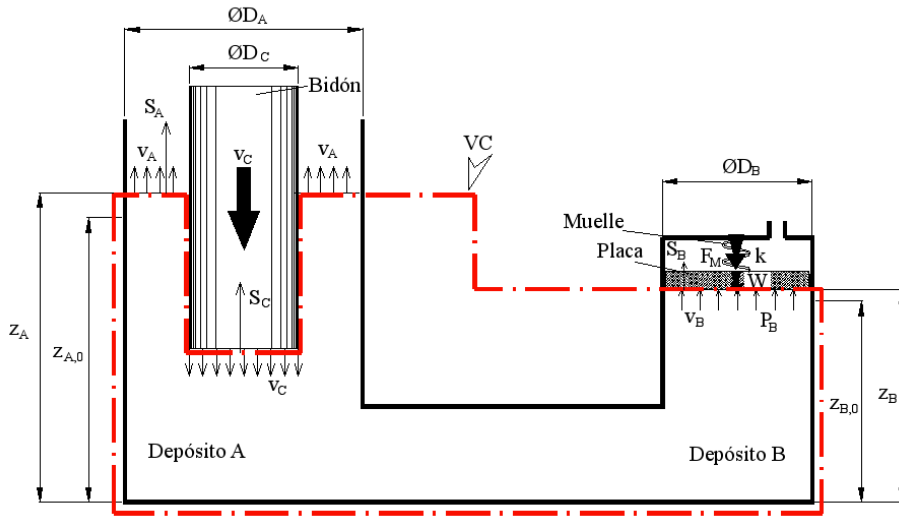 ØD_A
ØD_C
Bidón
S_A
v_A
v_C
v_A
VC
ØD_B
Muelle
Placa
S_B
F_M
k
W
S_C
v_B
P_B
v_C
z_A
z_A,0
z_B,0
z_B
Depósito A
Depósito B